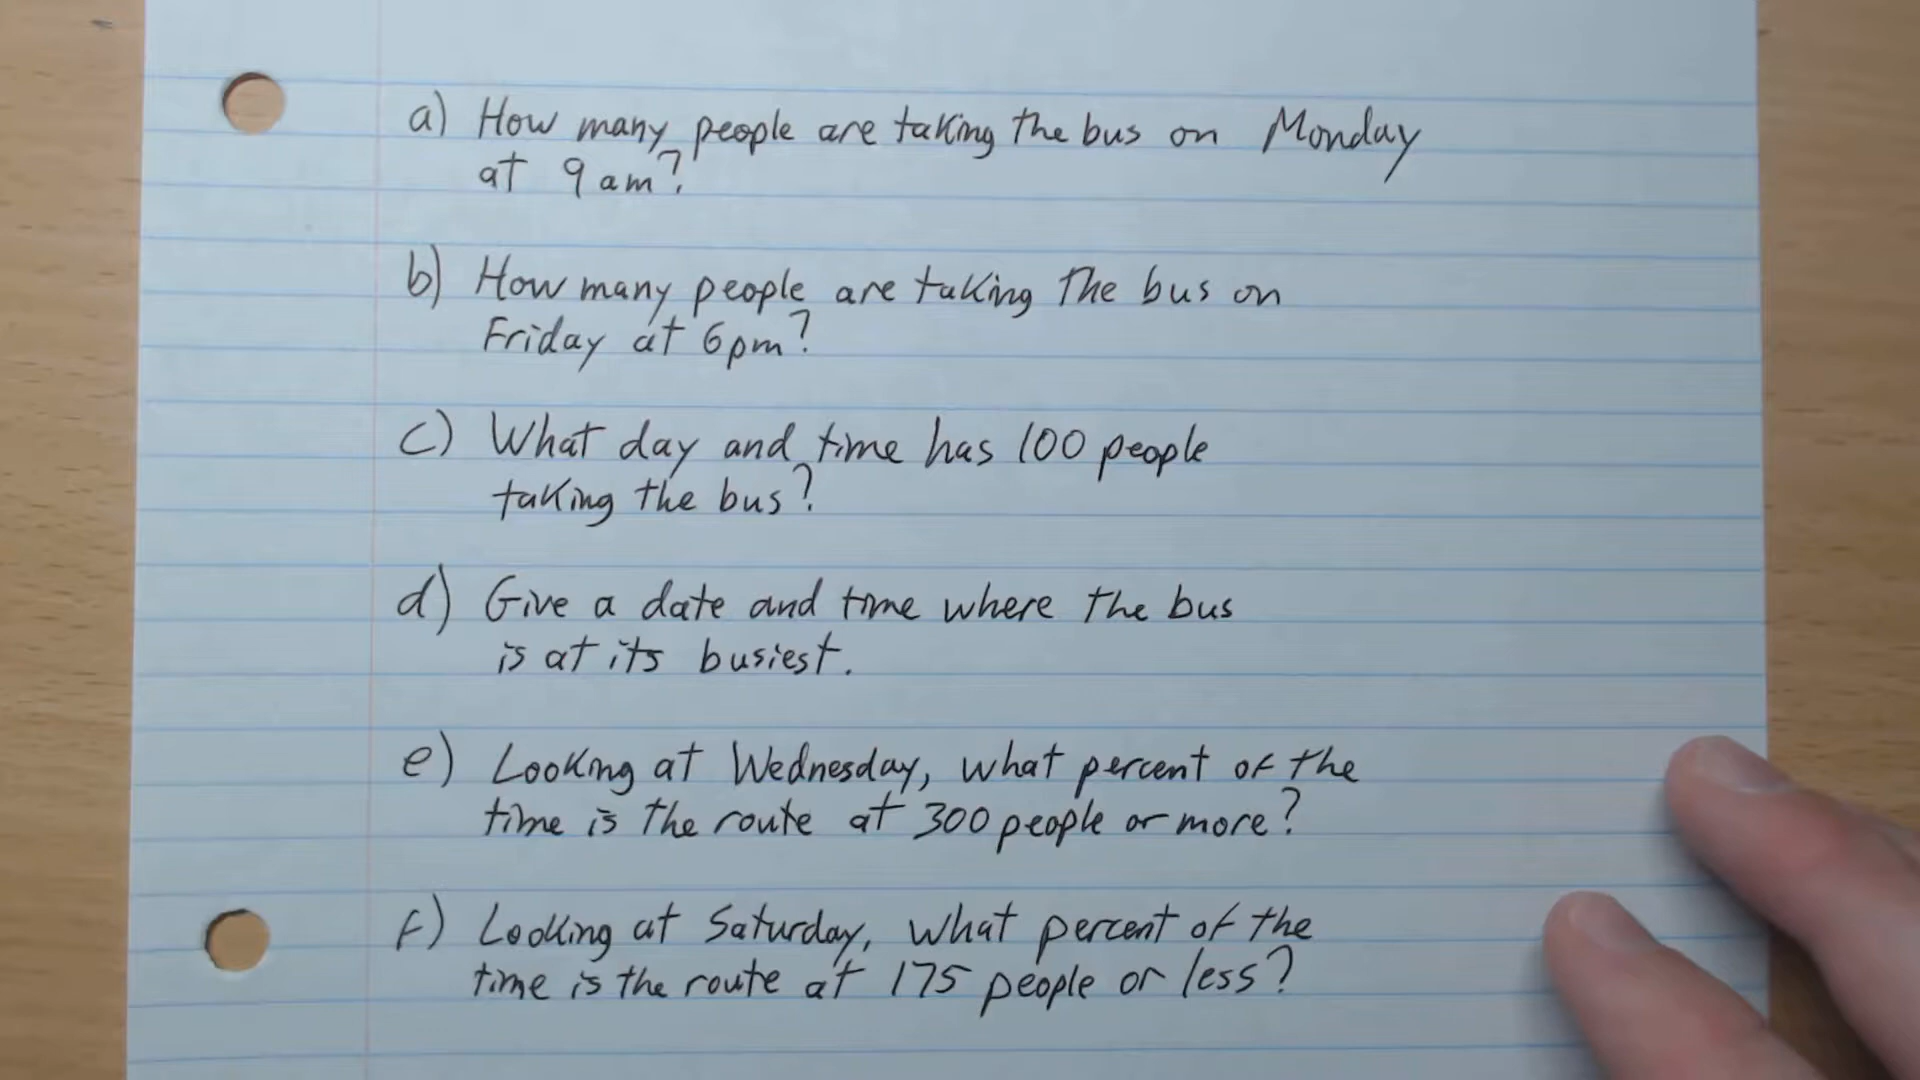 a) How many people are taking the bus on Monday
at 9 am?
b) How many people are taking the bus on
Friday at 6pm?
c) What day and time has 100 people
taking the bus?
d) Give a date and time where the bus
is at its busiest.
e) Looking at Wednesday, what percent of the
time is the route at 300 people or more?
f) Looking at Saturday, what percent of the
time is the route at 175 people or less?